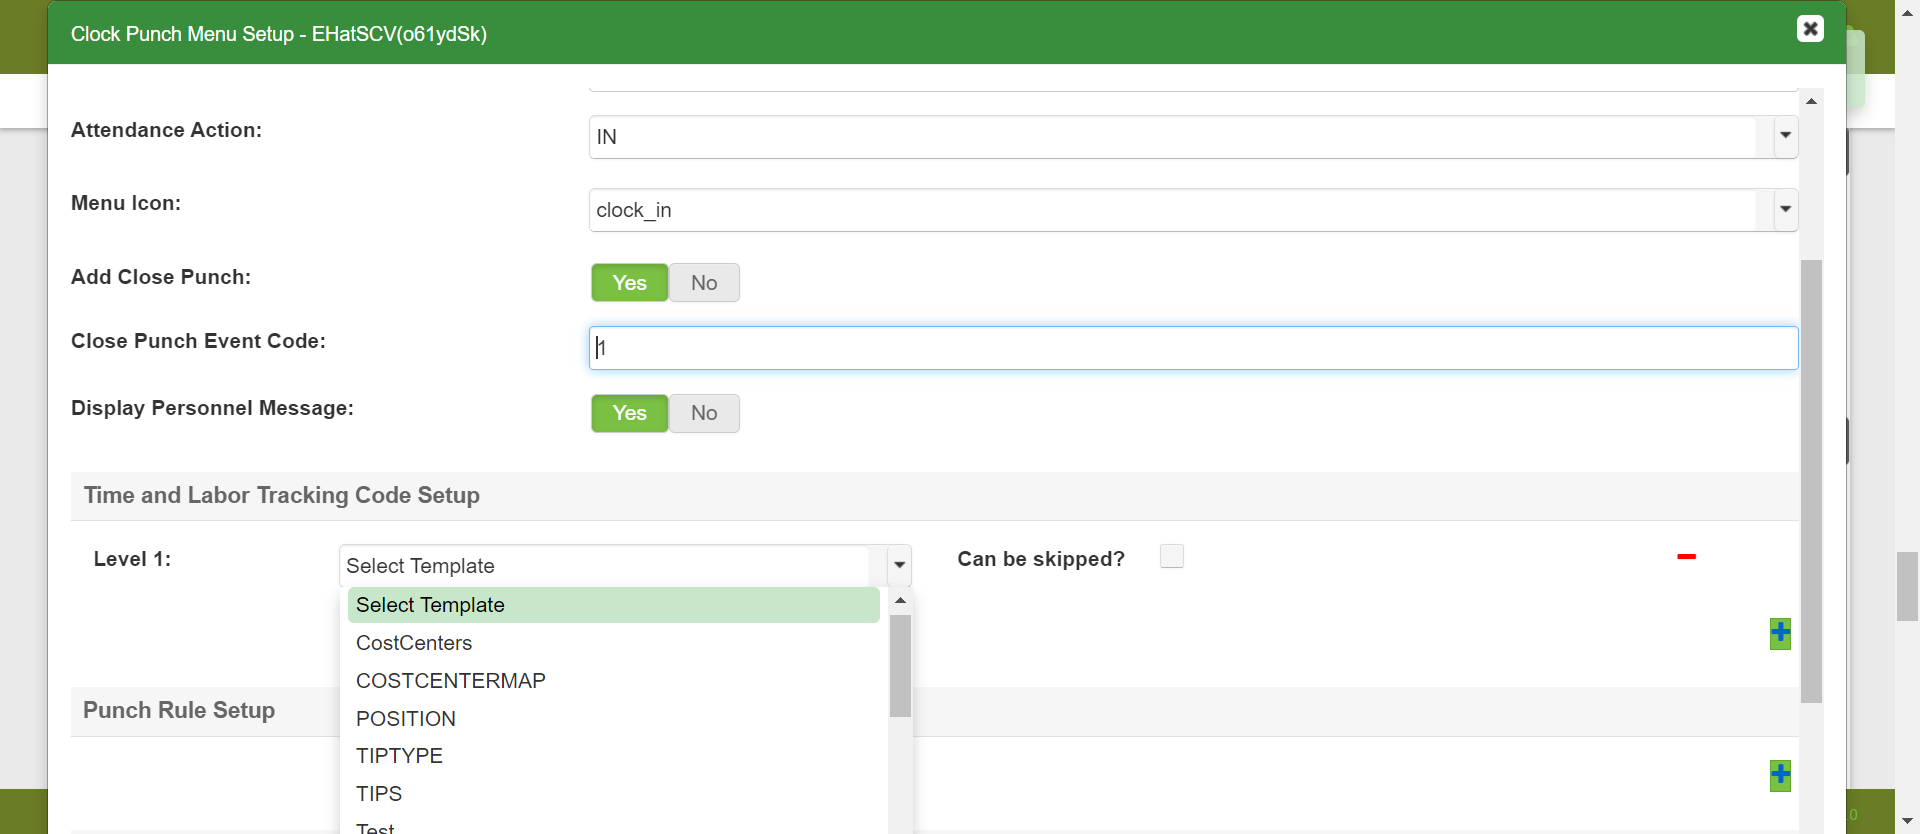 Clock Punch Menu Setup - EHatSCV(o61ydSk)
Attendance Action:
IN
Menu Icon:
clock_in
Add Close Punch:
Yes No
Close Punch Event Code:
1
Display Personnel Message:
Yes No
Time and Labor Tracking Code Setup
Level 1:
Select Template
Can be skipped?
Select Template
CostCenters
COSTCENTERMAP
POSITION
TIPTYPE
TIPS
Test
Punch Rule Setup
0